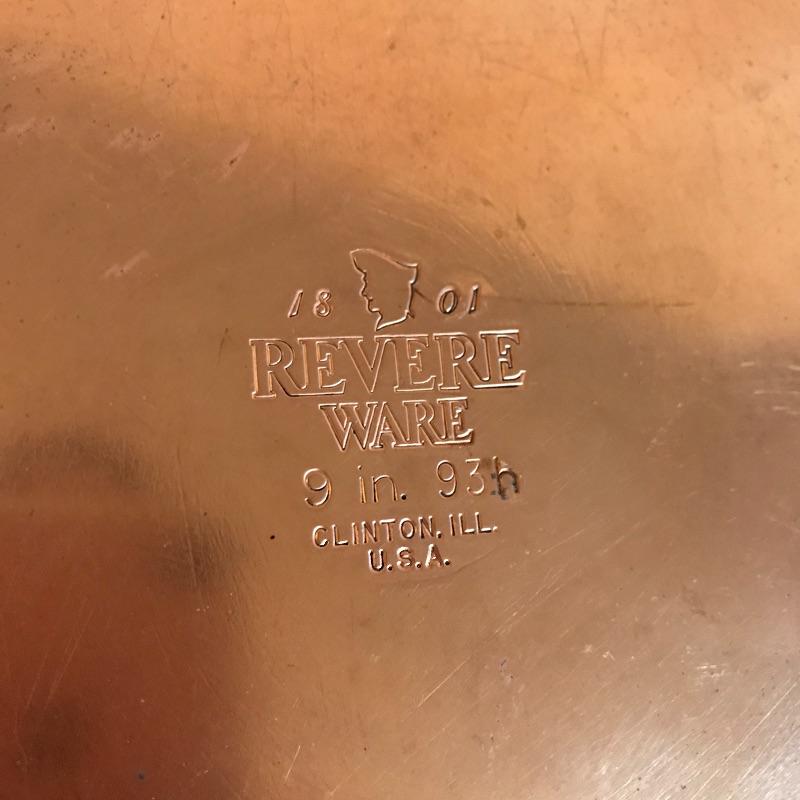 18 01
REVERE
WARE
9 in. 93h
CLINTON, ILL.
U.S.A.